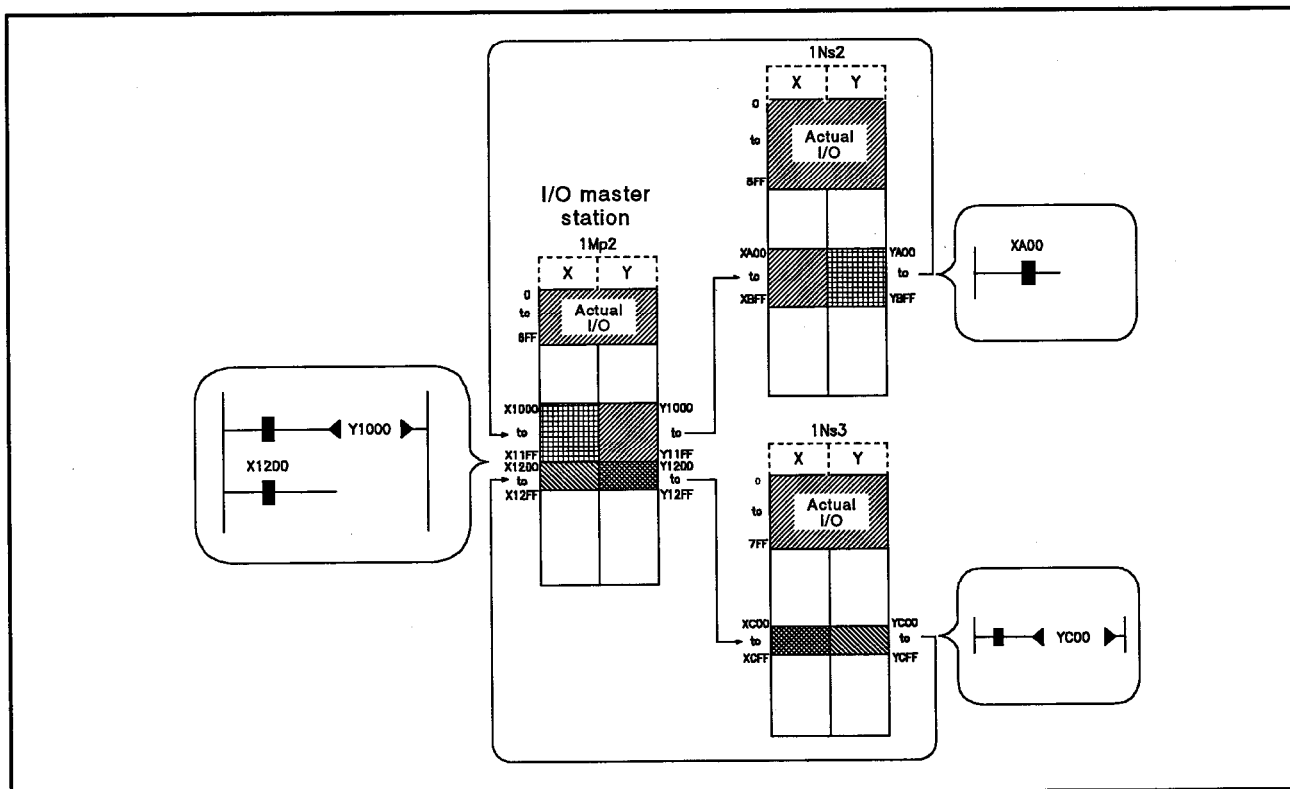 1Ns2
X Y
0
to
5FF
Actual
I/O
XA00
to
XBFF
YA00
to
YBFF
XA00
I/O master
station
1Mp2
X Y
0
to
Actual
I/O
X1000
to
X11FF
X1200
to
X12FF
Y1000
to
Y11FF
Y1200
to
Y12FF
Y1000
X1200
1Ns3
X Y
0
to
7FF
Actual
I/O
XC00
to
XCFF
YC00
to
YCFF
YC00